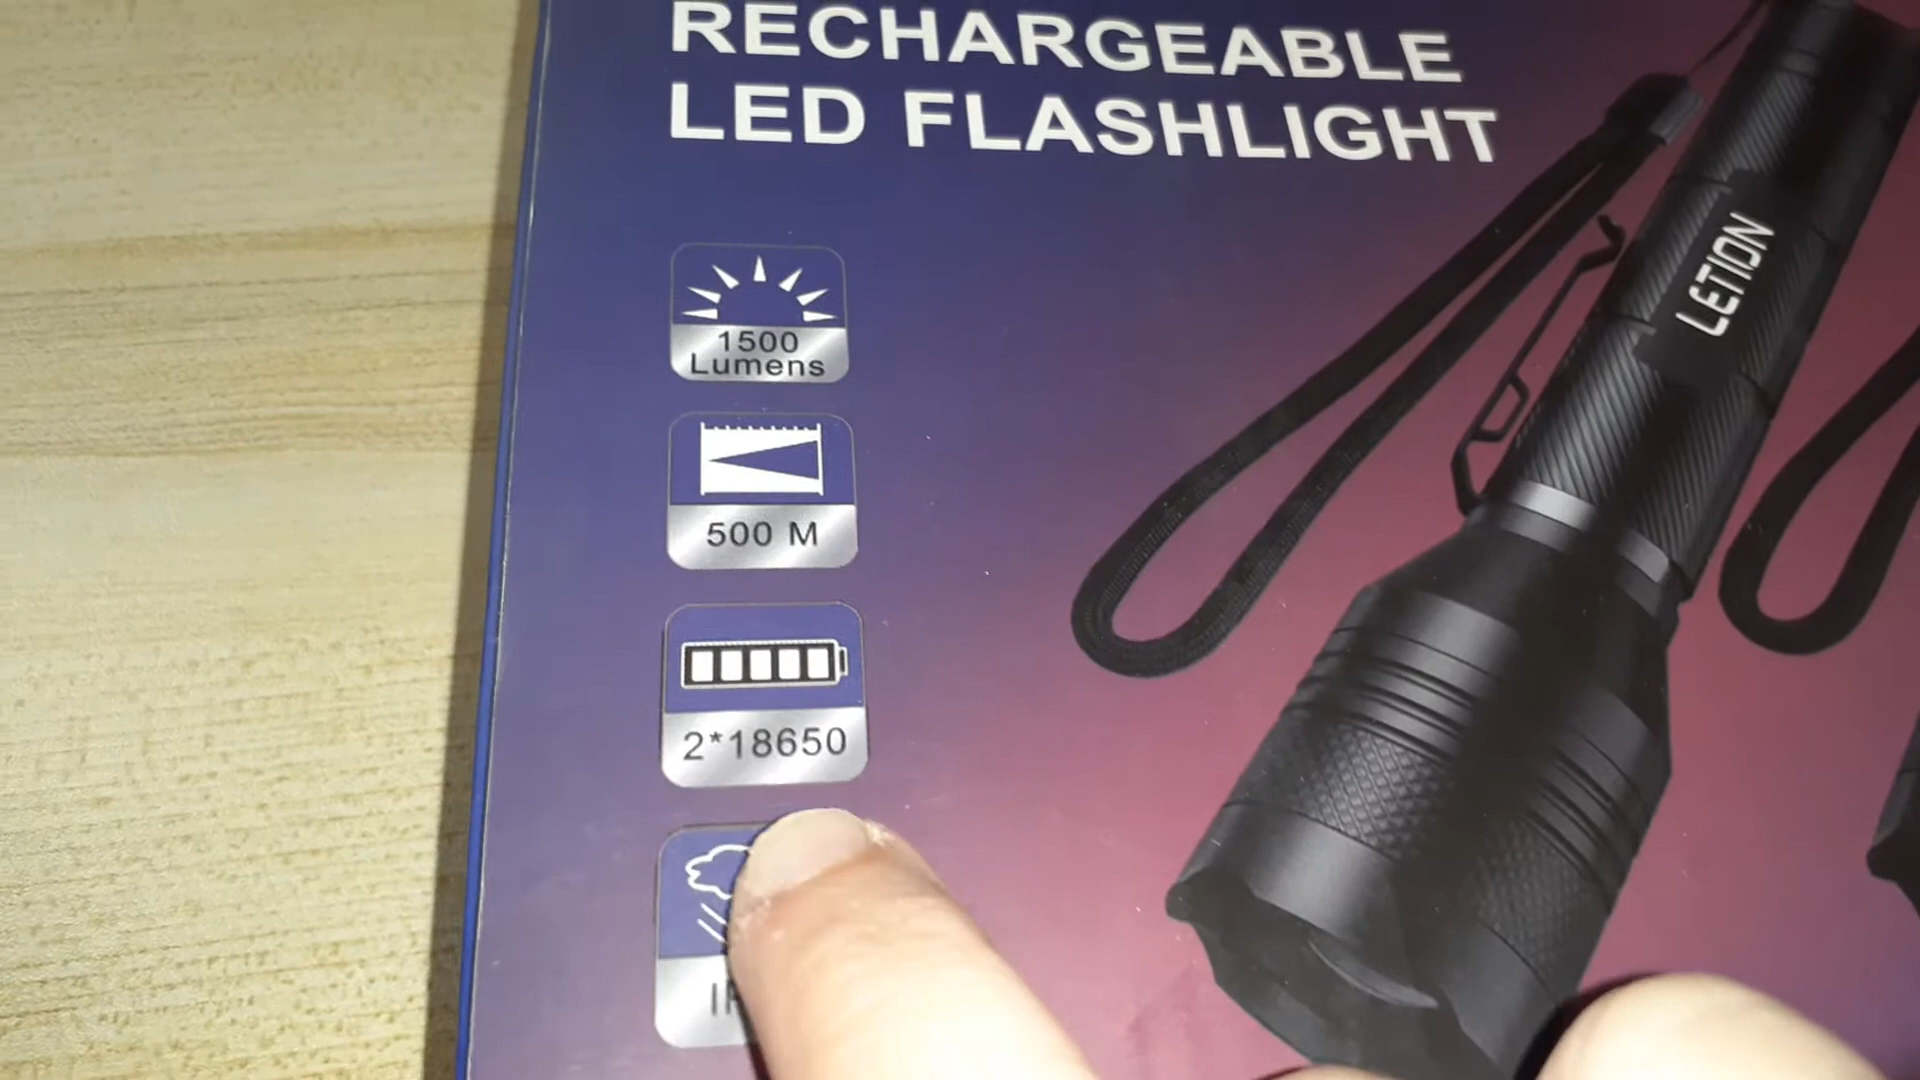 RECHARGEABLE
LED FLASHLIGHT
LETION
1500
Lumens
500 M
2*18650